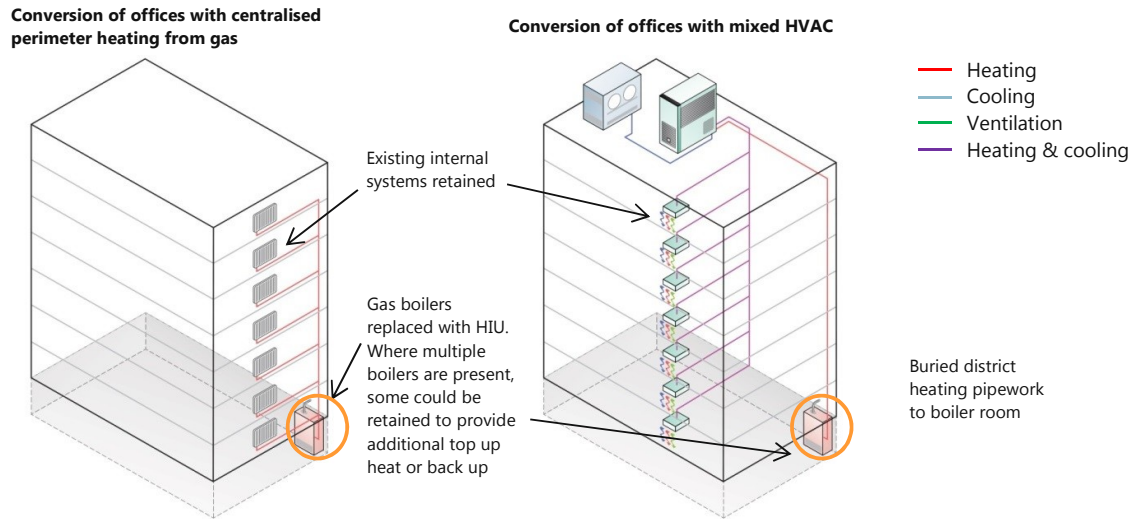 Conversion of offices with centralised
perimeter heating from gas
Conversion of offices with mixed HVAC
Heating
Cooling
Ventilation
Heating & cooling
Existing internal
systems retained
Gas boilers
replaced with HIU.
Where multiple
boilers are present,
some could be
retained to provide
additional top up
heat or back up
Buried district
heating pipework
to boiler room